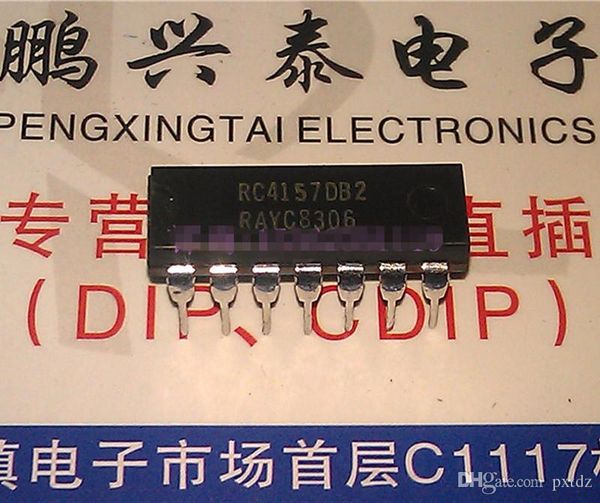 鹏兴泰电子
PENGXINGTAI ELECTRONICS
RC4157DB2
RAYC8306
专营 直插
(DIP、CDIP)
电子市场首层C1117
DHgate.com pxtdz